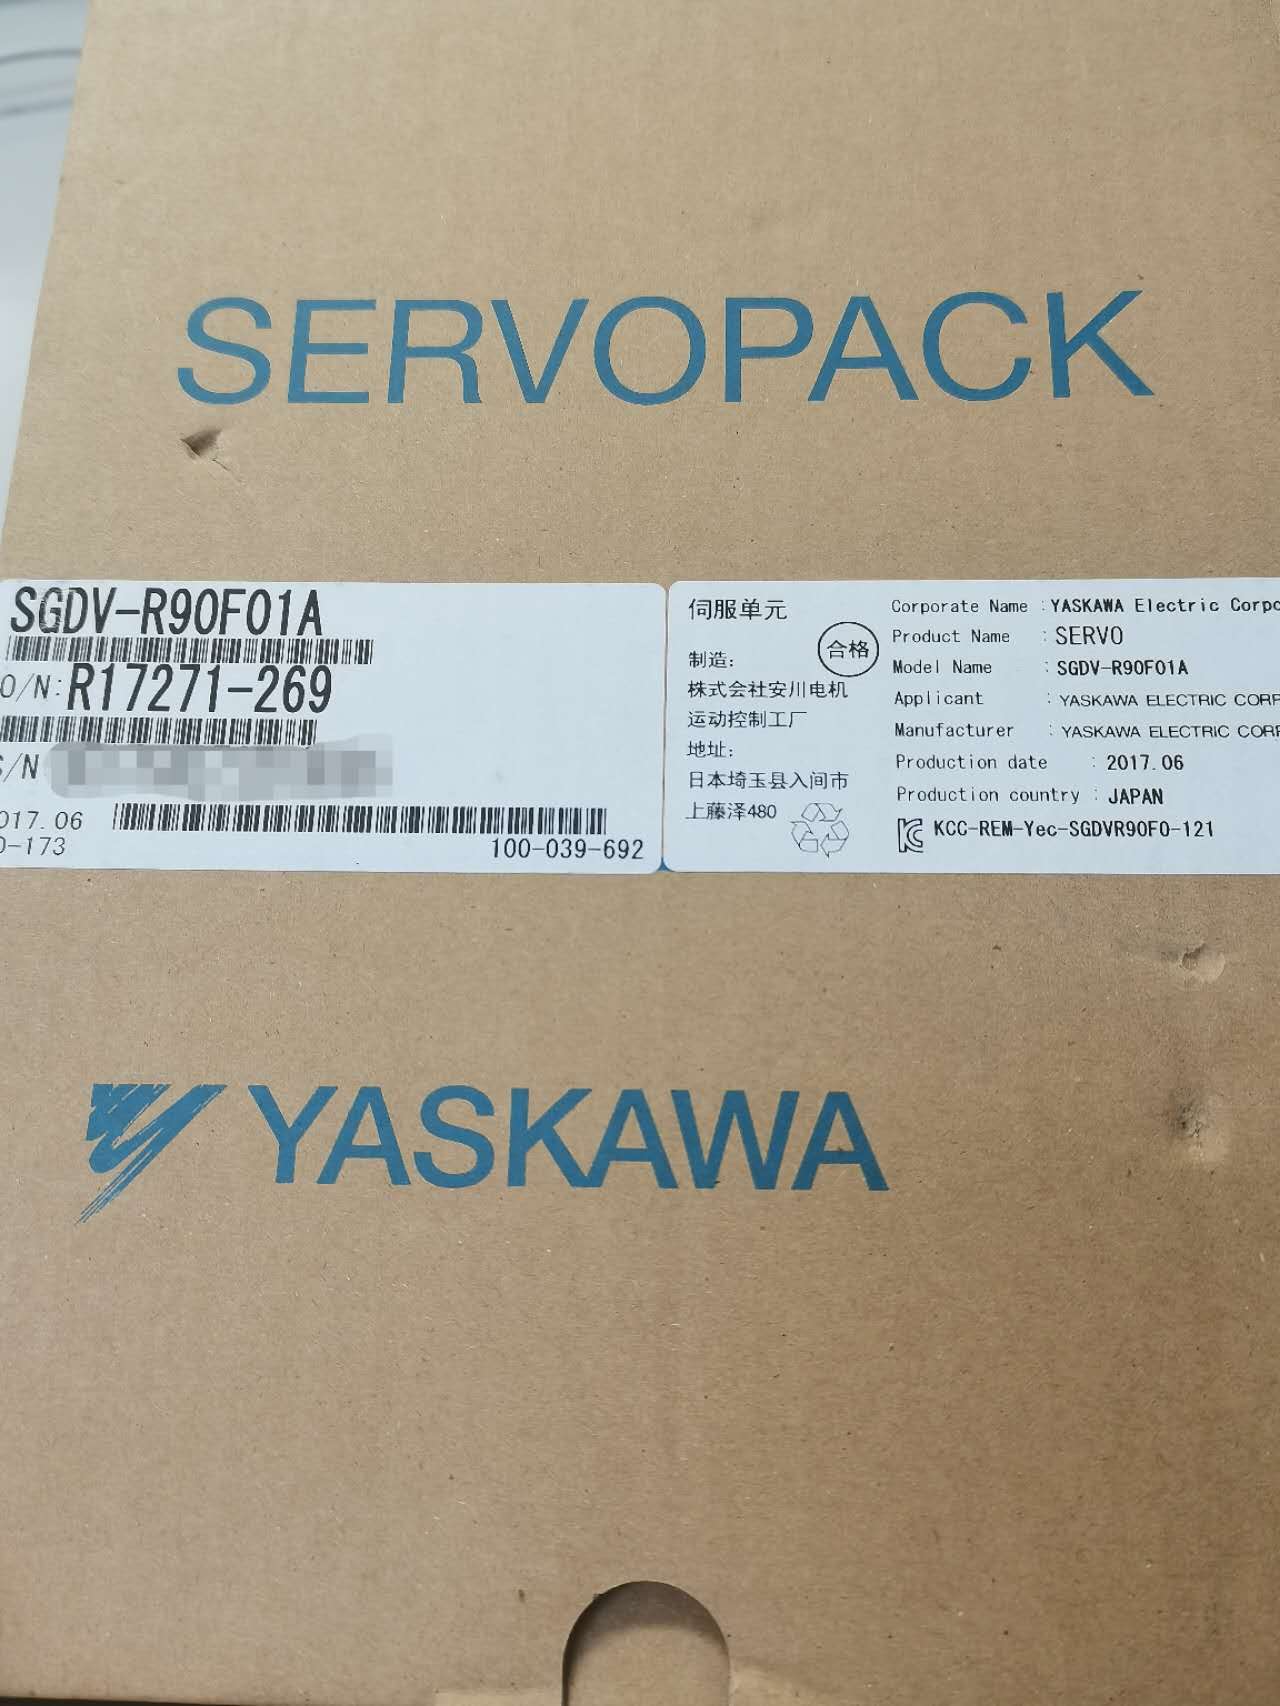 SERVOPACK
SGDV-R90F01A
O/N: R17271-269
S/N
2017.06
0-173
100-039-692
伺服单元
合格
制造:
株式会社安川电机
运动控制工厂
地址:
日本埼玉县入间市
上藤泽480
Corporate Name : YASKAWA Electric Corpo
Product Name : SERVO
Model Name : SGDV-R90F01A
Applicant : YASKAWA ELECTRIC CORP
Manufacturer : YASKAWA ELECTRIC CORP
Production date : 2017.06
Production country : JAPAN
KCC-REM-Yec-SGDVR90F0-121
YASKAWA